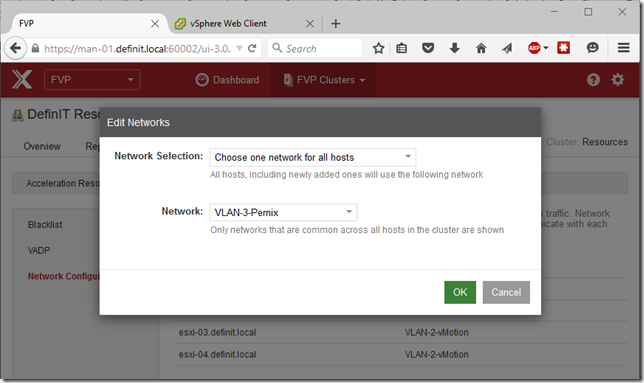 FVP
vSphere Web Client
https://man-01.definit.local:60002/ui-3.0.
Search
ABP
FVP
Dashboard
FVP Clusters
DefinIT Reso
Cluster: Resources
Overview
Rep
Acceleration Resou
Edit Networks
Network Selection:
Choose one network for all hosts
All hosts, including newly added ones will use the following network
Network:
VLAN-3-Pernix
Only networks that are common across all hosts in the cluster are shown
OK
Cancel
Blacklist
VADP
Network Configur
n traffic. Network
nicate with each
esxi-03.definit.local
VLAN-2-vMotion
esxi-04.definit.local
VLAN-2-vMotion